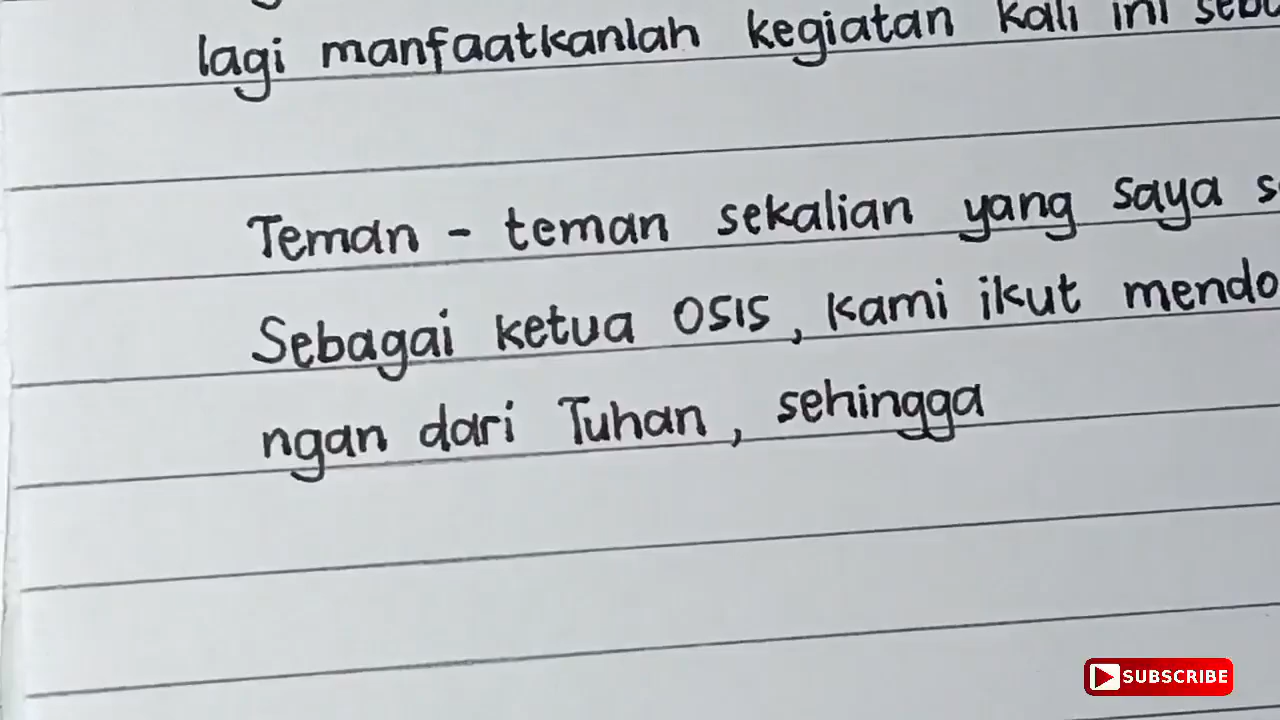 lagi manfaatkanlah kegiatan kali ini
Teman - teman sekalian yang saya
Sebagai ketua OSIS, kami ikut
ngan dari Tuhan, sehingga
SUBSCRIBE